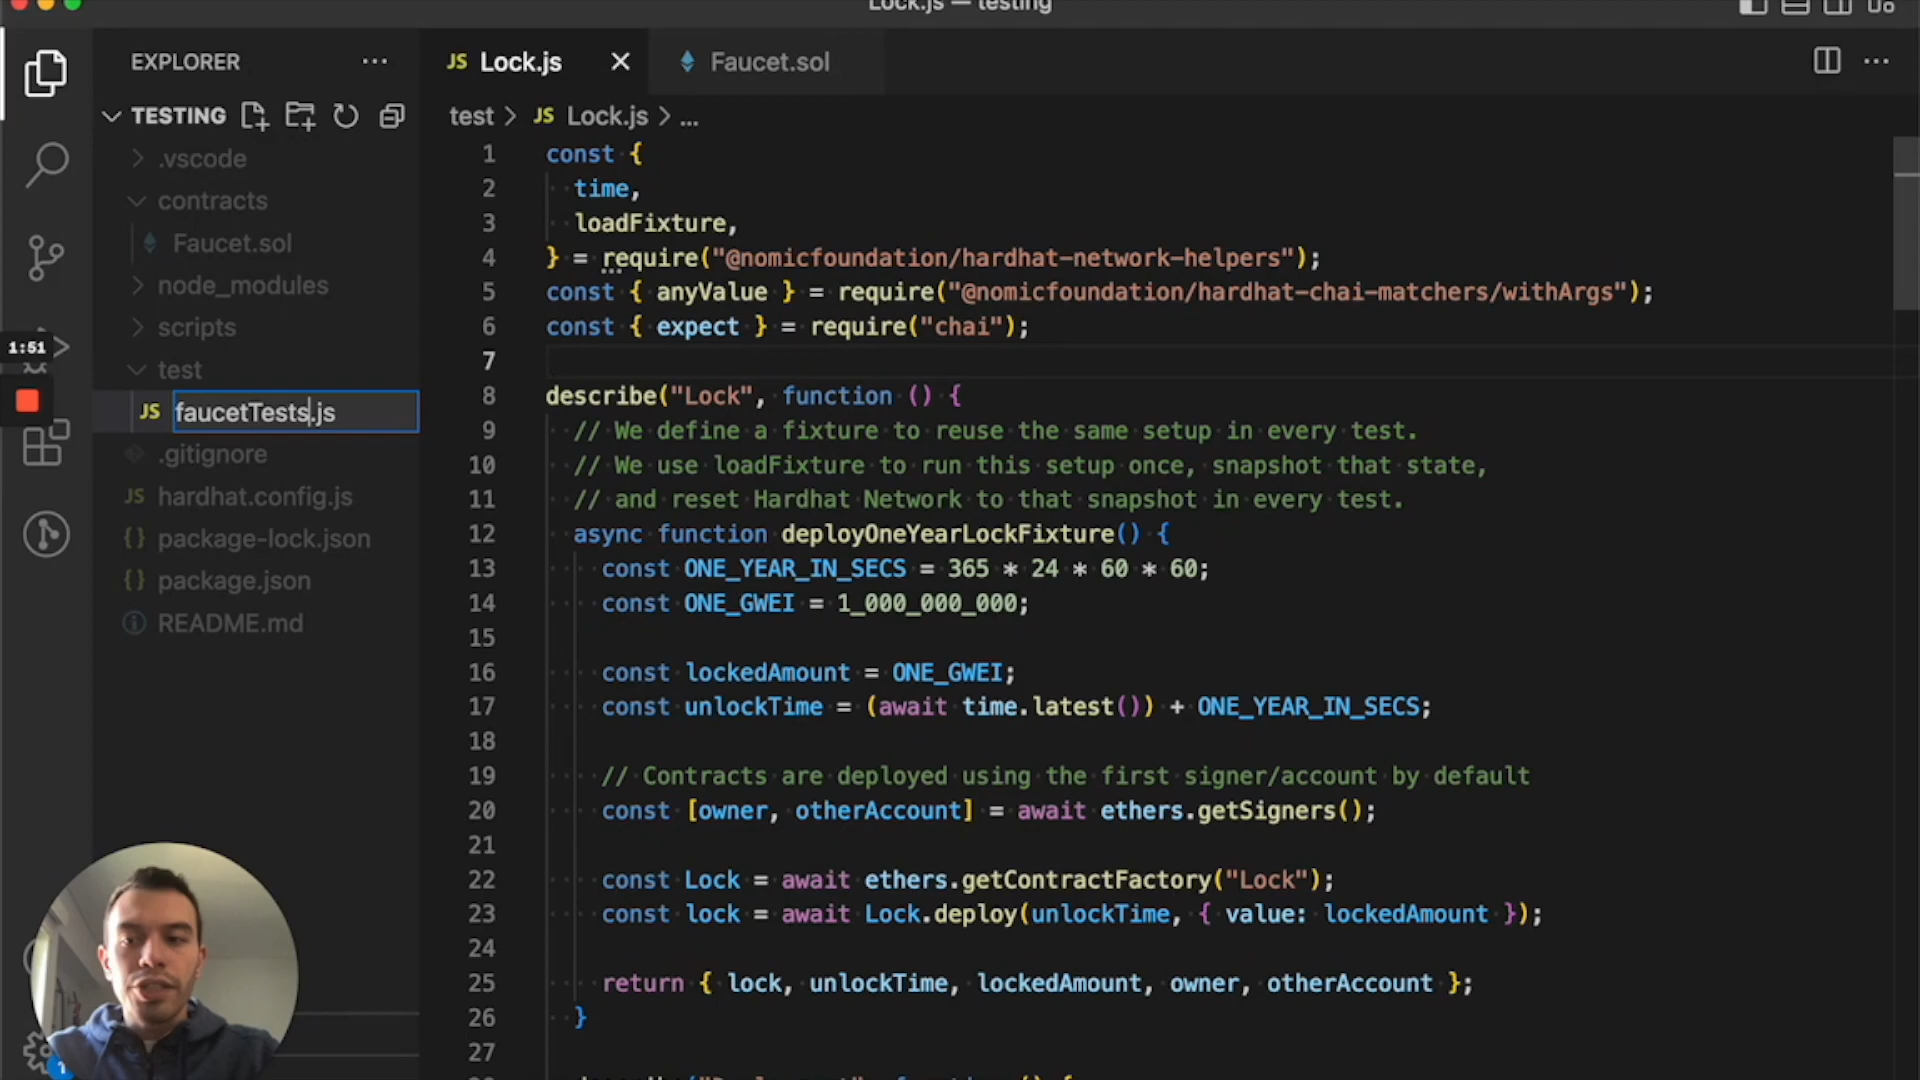 Lock.js — testing
EXPLORER
TESTING
.vscode
contracts
Faucet.sol
node_modules
scripts
test
JS faucetTests.js
.gitignore
JS hardhat.config.js
{} package-lock.json
{} package.json
README.md
1:51
1
JS Lock.js
Faucet.sol
test > JS Lock.js > ...
1 const {
2 time,
3 loadFixture,
4 } = require("@nomicfoundation/hardhat-network-helpers");
5 const { anyValue } = require("@nomicfoundation/hardhat-chai-matchers/withArgs");
6 const { expect } = require("chai");
7
8 describe("Lock", function () {
9 // We define a fixture to reuse the same setup in every test.
10 // We use loadFixture to run this setup once, snapshot that state,
11 // and reset Hardhat Network to that snapshot in every test.
12 async function deployOneYearLockFixture() {
13 const ONE_YEAR_IN_SECS = 365 * 24 * 60 * 60;
14 const ONE_GWEI = 1_000_000_000;
15
16 const lockedAmount = ONE_GWEI;
17 const unlockTime = (await time.latest()) + ONE_YEAR_IN_SECS;
18
19 // Contracts are deployed using the first signer/account by default
20 const [owner, otherAccount] = await ethers.getSigners();
21
22 const Lock = await ethers.getContractFactory("Lock");
23 const lock = await Lock.deploy(unlockTime, { value: lockedAmount });
24
25 return { lock, unlockTime, lockedAmount, owner, otherAccount };
26 }
27